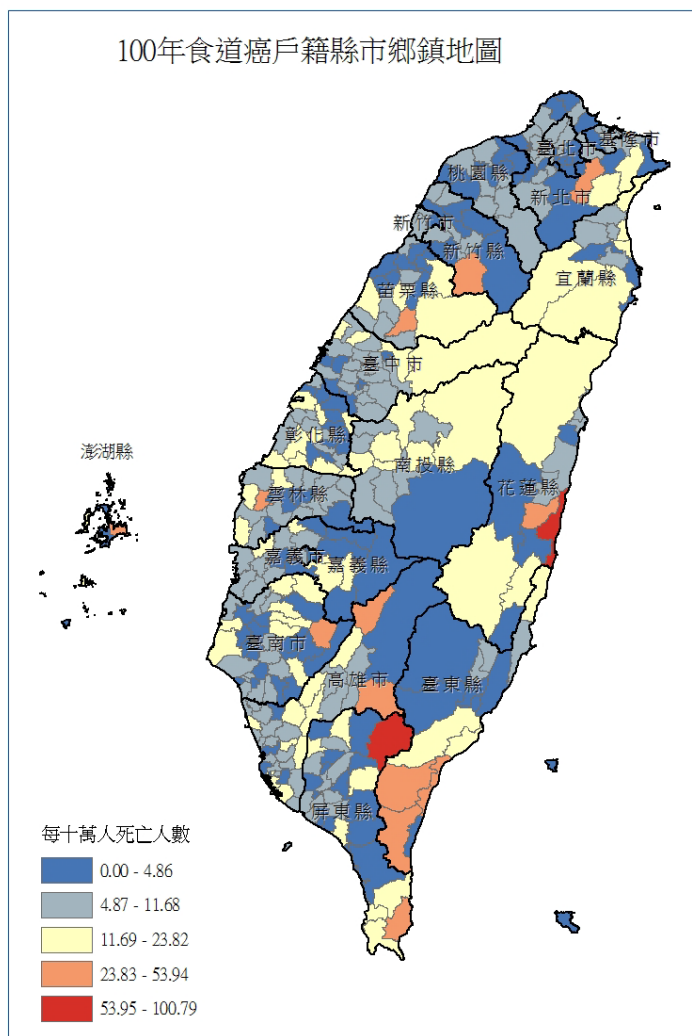 100年食道癌戶籍縣市鄉鎮地圖
基隆市
臺北市
桃園縣
新北市
新竹市
新竹縣
宜蘭縣
苗栗縣
臺中市
彰化縣
澎湖縣
南投縣
花蓮縣
雲林縣
嘉義市
嘉義縣
臺南市
高雄市
臺東縣
屏東縣
每十萬人死亡人數
0.00 - 4.86
4.87 - 11.68
11.69 - 23.82
23.83 - 53.94
53.95 - 100.79